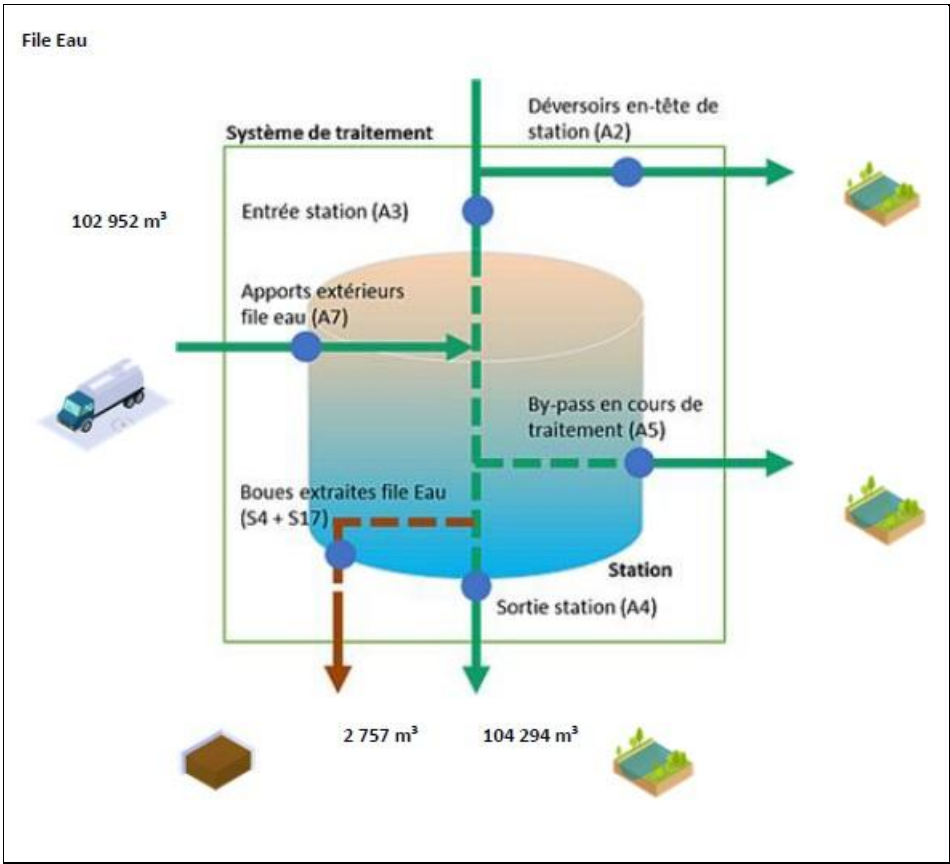 File Eau
Déversoirs en-tête de
station (A2)
Système de traitement
Entrée station (A3)
102 952 m³
Apports extérieurs
file eau (A7)
By-pass en cours de
traitement (A5)
Boues extraites file Eau
(S4 + S17)
Station
Sortie station (A4)
2 757 m³
104 294 m³